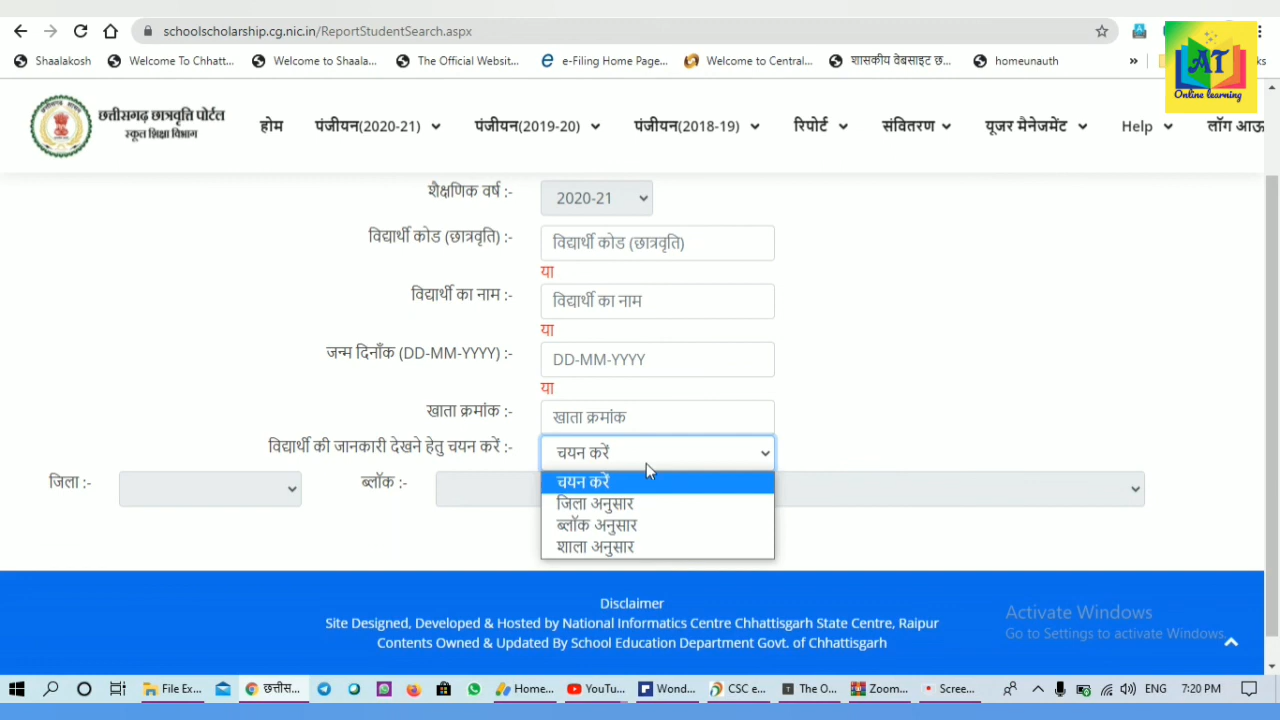 schoolscholarship.cg.nic.in/ReportStudentSearch.aspx
Shaalakosh Welcome To Chhatt... Welcome to Shaala... The Official Websit... e-Filing Home Page... Welcome to Central... शासकीय वेबसाइट छ... homeunauth »
AT
Online learning
छत्तीसगढ़ छात्रवृति पोर्टल
स्कूल शिक्षा विभाग
होम पंजीयन(2020-21) पंजीयन(2019-20) पंजीयन(2018-19) रिपोर्ट संवितरण यूजर मैनेजमेंट Help लॉग आऊ
शैक्षणिक वर्ष :- 2020-21
विद्यार्थी कोड (छात्रवृति) :- विद्यार्थी कोड (छात्रवृति)
या
विद्यार्थी का नाम :- विद्यार्थी का नाम
या
जन्म दिनाँक (DD-MM-YYYY) :- DD-MM-YYYY
या
खाता क्रमांक :- खाता क्रमांक
विद्यार्थी की जानकारी देखने हेतु चयन करें :- चयन करें
जिला :- ब्लॉक :-
चयन करें
जिला अनुसार
ब्लॉक अनुसार
शाला अनुसार
Disclaimer
Site Designed, Developed & Hosted by National Informatics Centre Chhattisgarh State Centre, Raipur
Contents Owned & Updated By School Education Department Govt. of Chhattisgarh
Activate Windows
Go to Settings to activate Windows.
File Ex... छत्तीस... Home... YouTu... Wond... CSC e... The O... Zoom... Scree... ENG 7:20 PM